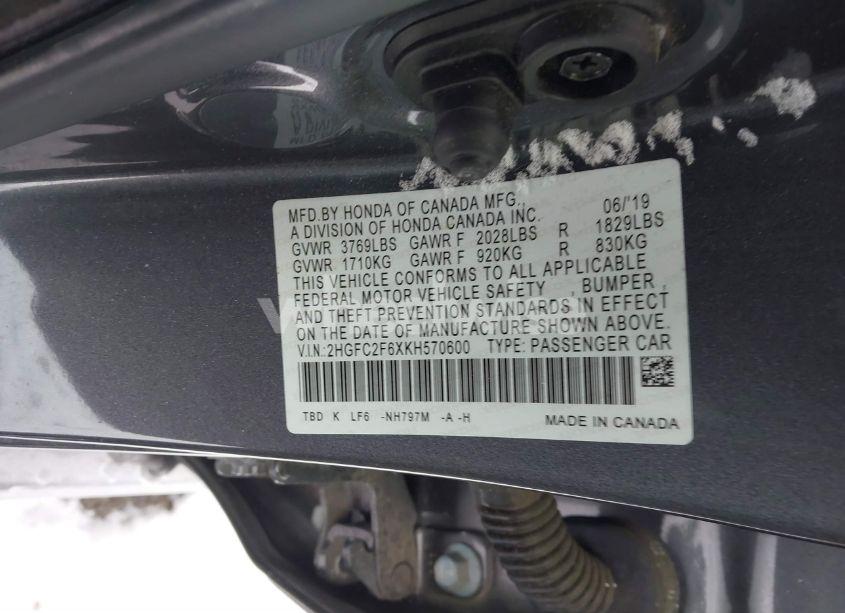 MFD.BY HONDA OF CANADA MFG., 06/'19
A DIVISION OF HONDA CANADA INC.
GVWR 3769LBS GAWR F 2028LBS R 1829LBS
GVWR 1710KG GAWR F 920KG R 830KG
THIS VEHICLE CONFORMS TO ALL APPLICABLE
FEDERAL MOTOR VEHICLE SAFETY , BUMPER ,
AND THEFT PREVENTION STANDARDS IN EFFECT
ON THE DATE OF MANUFACTURE SHOWN ABOVE.
V.I.N.:2HGFC2F6XKH570600 TYPE: PASSENGER CAR
TBD K LF6 -NH797M -A -H MADE IN CANADA